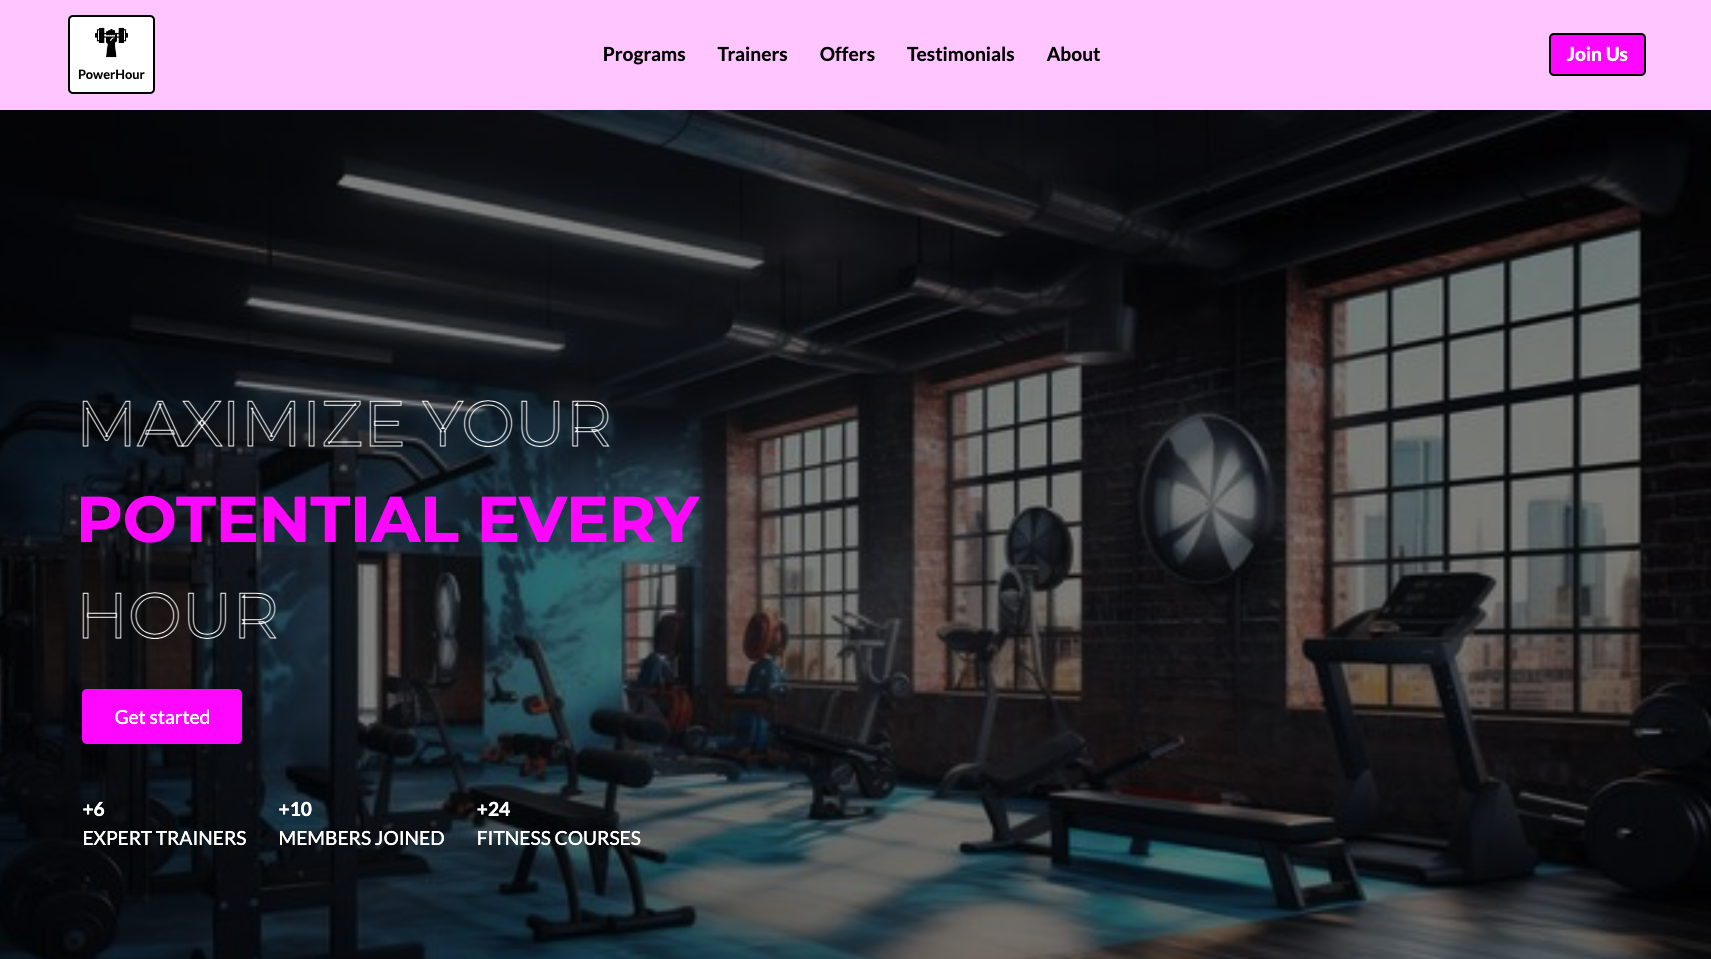 PowerHour
Programs
Trainers
Offers
Testimonials
About
Join Us
MAXIMIZE YOUR
POTENTIAL EVERY
HOUR
Get started
+6
EXPERT TRAINERS
+10
MEMBERS JOINED
+24
FITNESS COURSES